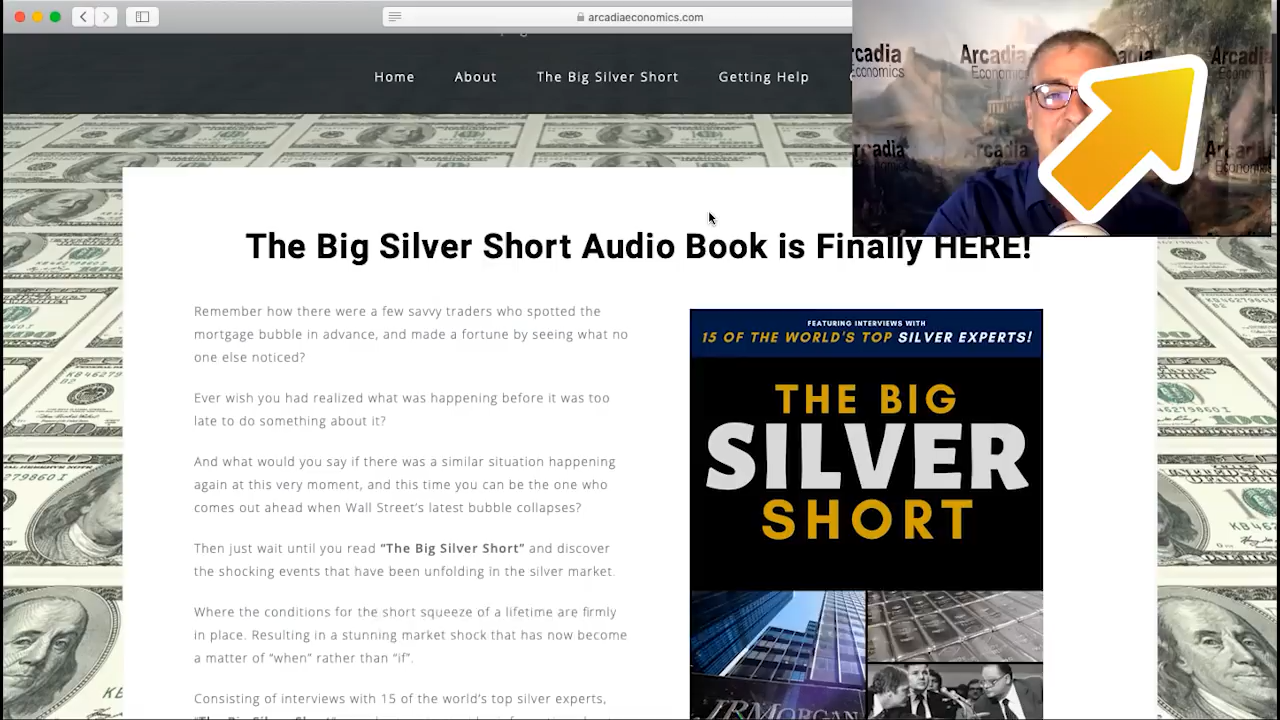 arcadiaeconomics.com
Home About The Big Silver Short Getting Help
Arcadia
Economics
Arcadia
Arcadia
Economics
The Big Silver Short Audio Book is Finally HERE!
Remember how there were a few savvy traders who spotted the
mortgage bubble in advance, and made a fortune by seeing what no
one else noticed?
Ever wish you had realized what was happening before it was too
late to do something about it?
And what would you say if there was a similar situation happening
again at this very moment, and this time you can be the one who
comes out ahead when Wall Street’s latest bubble collapses?
Then just wait until you read “The Big Silver Short” and discover
the shocking events that have been unfolding in the silver market.
Where the conditions for the short squeeze of a lifetime are firmly
in place. Resulting in a stunning market shock that has now become
a matter of “when” rather than “if”.
Consisting of interviews with 15 of the world’s top silver experts,
FEATURING INTERVIEWS WITH
15 OF THE WORLD'S TOP SILVER EXPERTS!
THE BIG
SILVER
SHORT
JPMORGAN